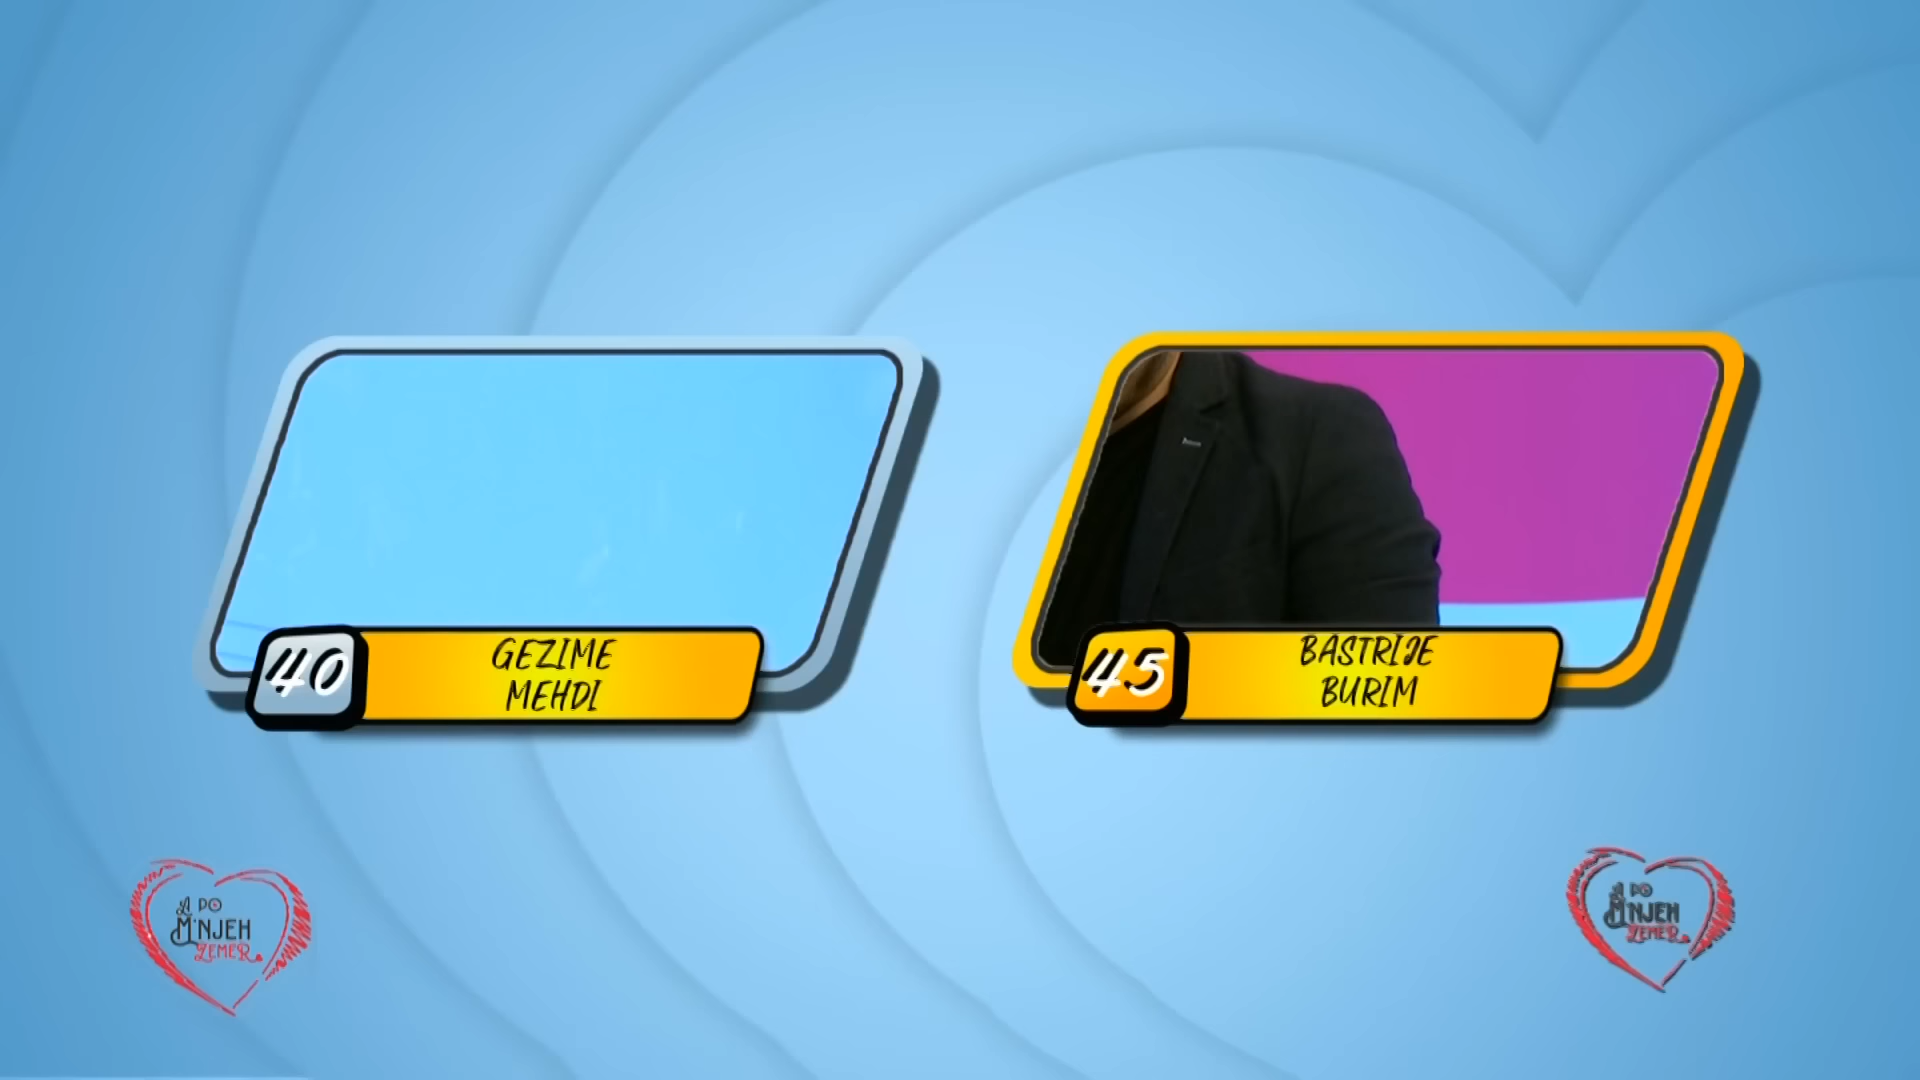 40
GEZIME
MEHDI
45
BASTRIJE
BURIM
A PO
M'NJEH
ZEMER
A PO
M'NJEH
ZEMER